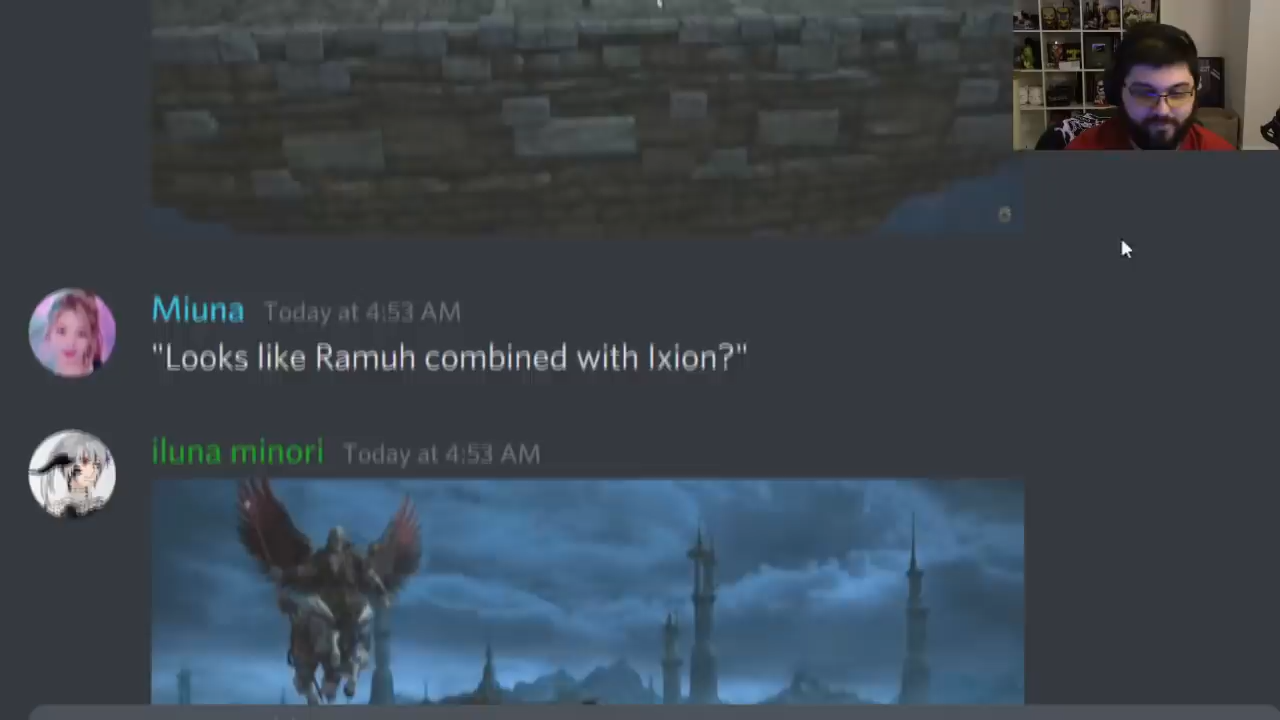 Miuna Today at 4:53 AM
"Looks like Ramuh combined with Ixion?"
iluna minori Today at 4:53 AM